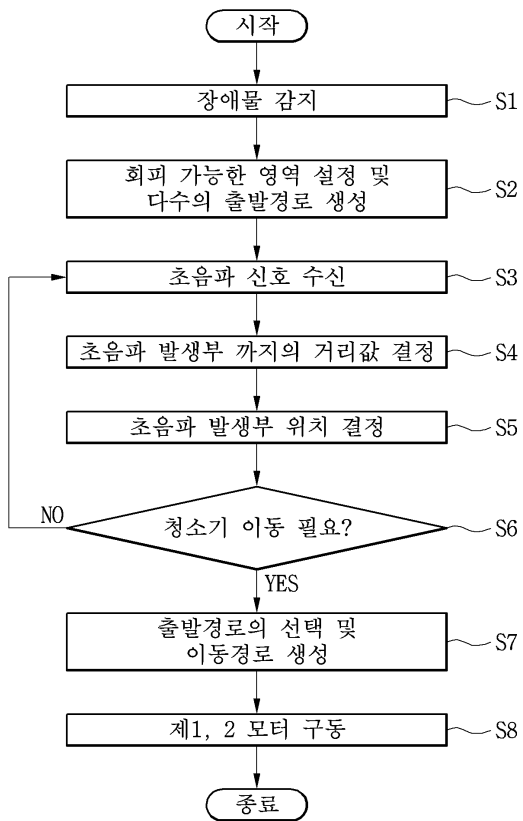 시작
장애물 감지
S1
회피 가능한 영역 설정 및
다수의 출발경로 생성
S2
초음파 신호 수신
S3
초음파 발생부 까지의 거리값 결정
S4
초음파 발생부 위치 결정
S5
NO
청소기 이동 필요?
S6
YES
출발경로의 선택 및
이동경로 생성
S7
제1, 2 모터 구동
S8
종료